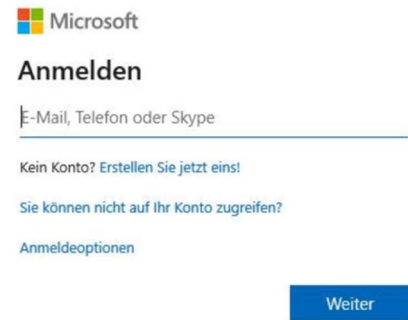 Microsoft
Anmelden
E-Mail, Telefon oder Skype
Kein Konto? Erstellen Sie jetzt eins!
Sie können nicht auf Ihr Konto zugreifen?
Anmeldeoptionen
Weiter